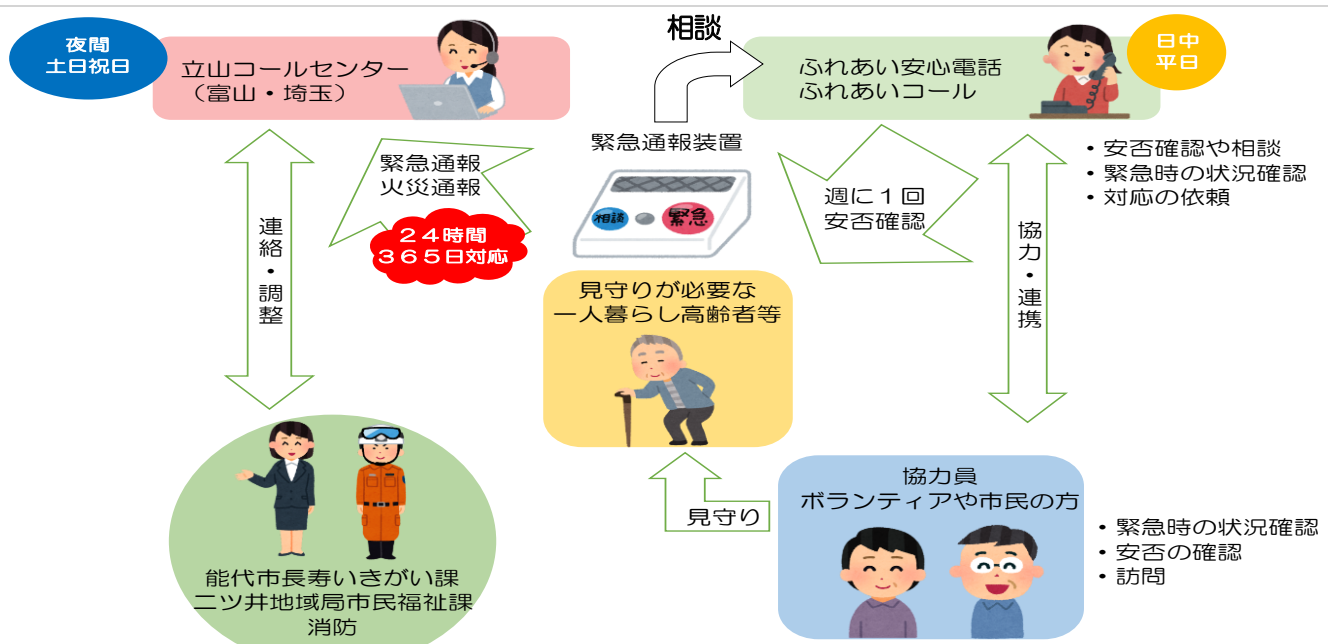 夜間
土日祝日
立山コールセンター
（富山・埼玉）
相談
ふれあい安心電話
ふれあいコール
日中
平日
緊急通報
火災通報
２４時間
３６５日対応
緊急通報装置
相談
緊急
週に１回
安否確認
・安否確認や相談
・緊急時の状況確認
・対応の依頼
連絡・調整
協力・連携
見守りが必要な
一人暮らし高齢者等
見守り
協力員
ボランティアや市民の方
・緊急時の状況確認
・安否の確認
・訪問
能代市長寿いきがい課
二ツ井地域局市民福祉課
消防